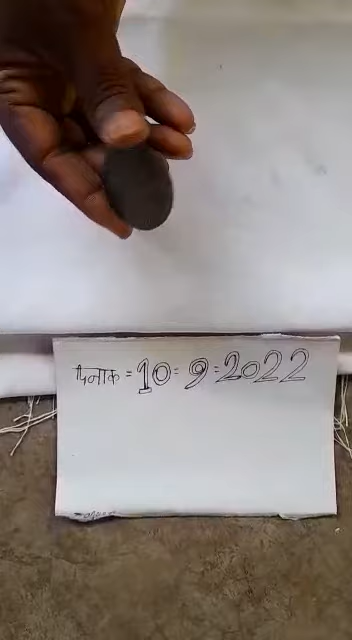 दिनाक = 10 = 9 = 2022